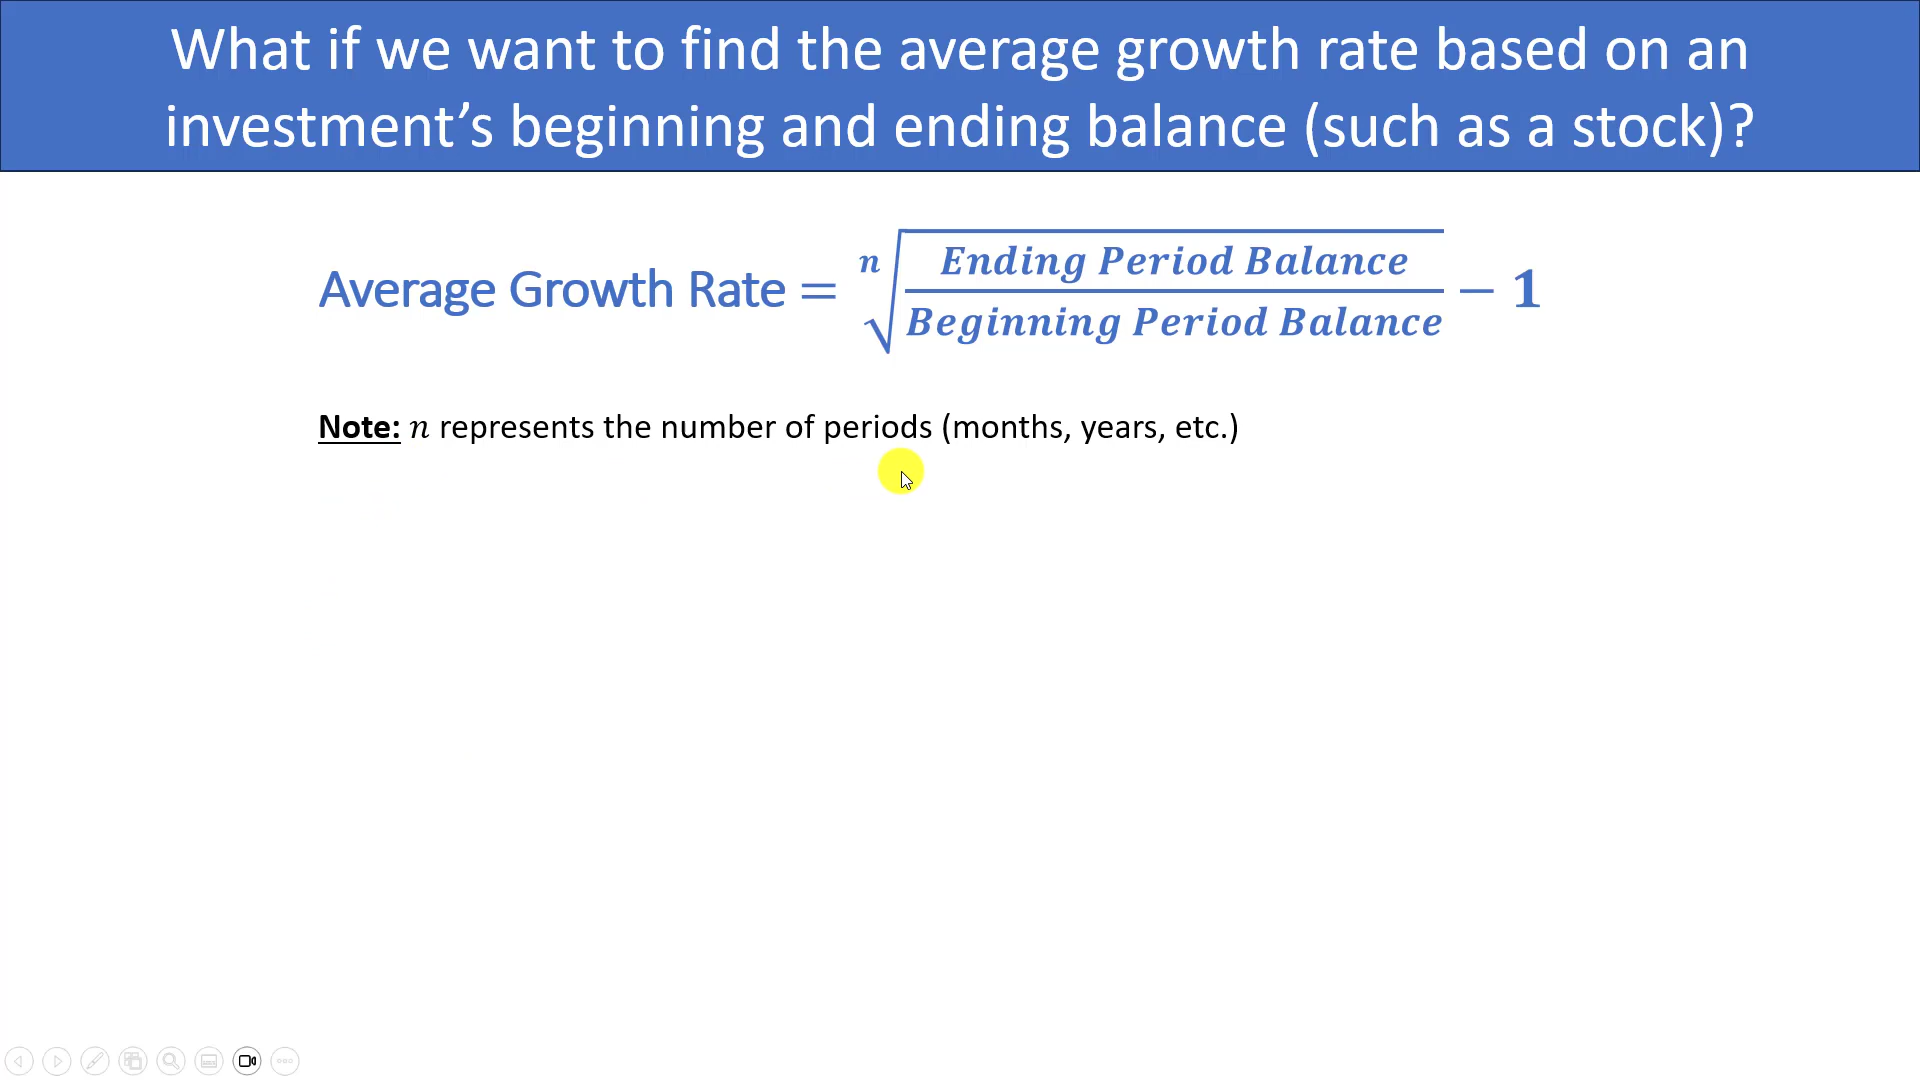 What if we want to find the average growth rate based on an
investment’s beginning and ending balance (such as a stock)?
Average Growth Rate = ⁿ√(Ending Period Balance / Beginning Period Balance) − 1
Note: n represents the number of periods (months, years, etc.)